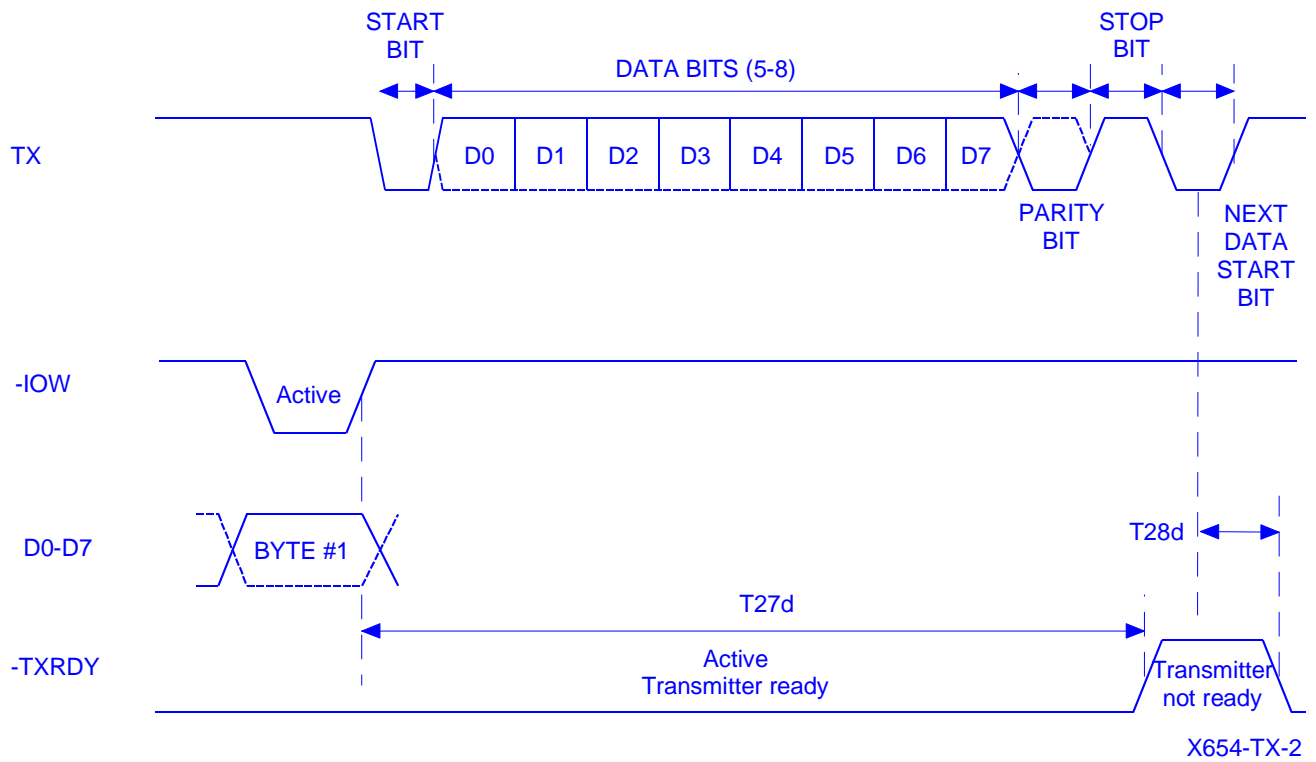 START
BIT
STOP
BIT
DATA BITS (5-8)
TX
D0 D1 D2 D3 D4 D5 D6 D7
PARITY
BIT
NEXT
DATA
START
BIT
-IOW
Active
D0-D7
BYTE #1
T28d
T27d
-TXRDY
Active
Transmitter ready
Transmitter
not ready
X654-TX-2